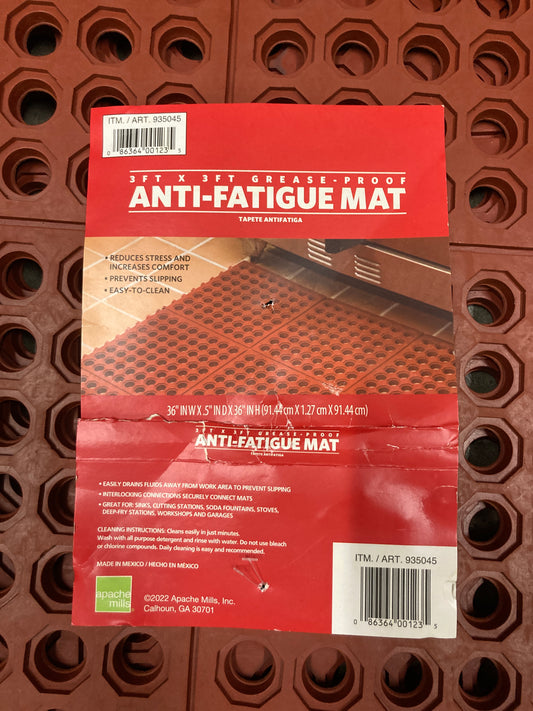 ITM. / ART. 935045
0 86364 00123 5
3FT X 3FT GREASE-PROOF
ANTI-FATIGUE MAT
TAPETE ANTIFATIGA
• REDUCES STRESS AND
INCREASES COMFORT
• PREVENTS SLIPPING
• EASY-TO-CLEAN
36" IN W X .5" IN D X 36" IN H (91.44 cm X 1.27 cm X 91.44 cm)
3FT X 3FT GREASE-PROOF
ANTI-FATIGUE MAT
TAPETE ANTIFATIGA
• EASILY DRAINS FLUIDS AWAY FROM WORK AREA TO PREVENT SLIPPING
• INTERLOCKING CONNECTIONS SECURELY CONNECT MATS
• GREAT FOR: SINKS, CUTTING STATIONS, SODA FOUNTAINS, STOVES,
DEEP-FRY STATIONS, WORKSHOPS AND GARAGES
CLEANING INSTRUCTIONS: Cleans easily in just minutes.
Wash with all purpose detergent and rinse with water. Do not use bleach
or chlorine compounds. Daily cleaning is easy and recommended.
MADE IN MEXICO / HECHO EN MÉXICO
apache
mills
©2022 Apache Mills, Inc.
Calhoun, GA 30701
ITM. / ART. 935045
0 86364 00123 5